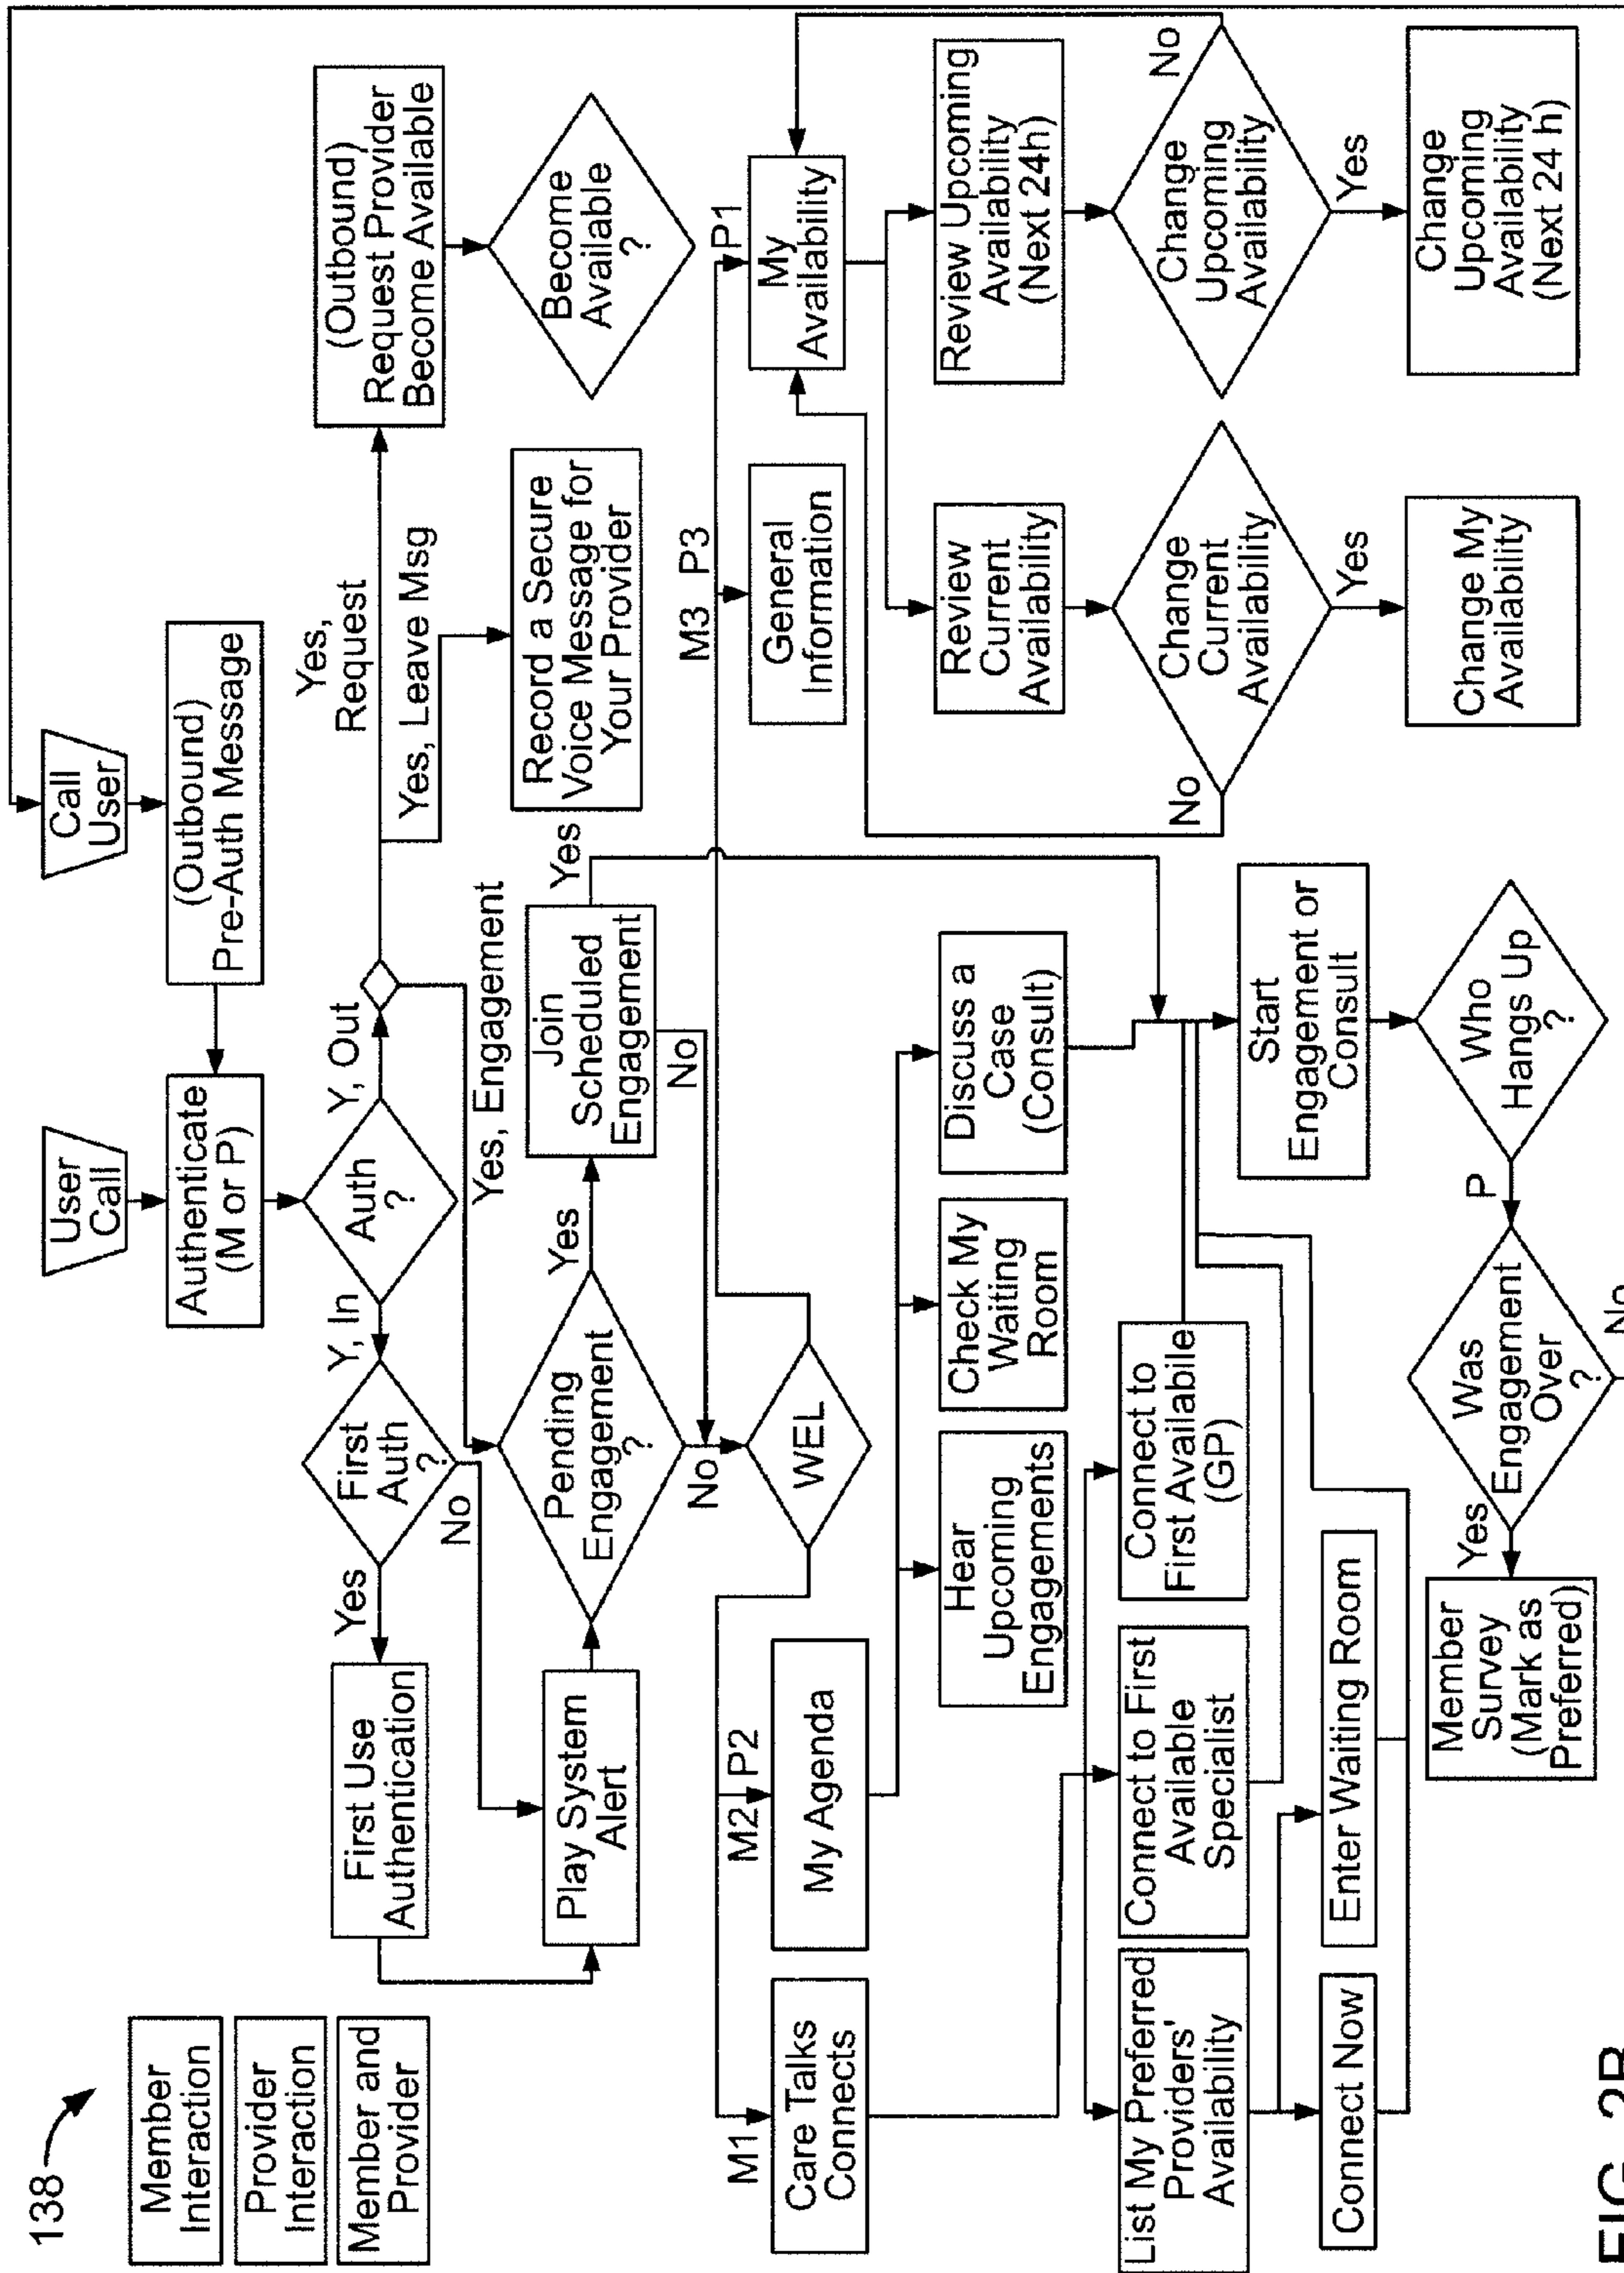 138
Member
Interaction
Provider
Interaction
Member and
Provider
User
Call
Call
User
Authenticate
(M or P)
(Outbound)
Pre-Auth Message
Y, In
Auth
?
Y, Out
First
Auth
?
Yes
No
First Use
Authentication
Yes,
Request
Yes, Leave Msg
Yes, Engagement
(Outbound)
Request Provider
Become Available
Become
Available
?
Record a Secure
Voice Message for
Your Provider
Play System
Alert
Pending
Engagement
?
Yes
No
Join
Scheduled
Engagement
Yes
No
WEL
M1
M2 P2
M3 P3
P1
Care Talks
Connects
My Agenda
General
Information
My
Availability
Hear
Upcoming
Engagements
Check My
Waiting
Room
Discuss a
Case
(Consult)
Review
Current
Availability
Review Upcoming
Availability
(Next 24h)
List My Preferred
Providers'
Availability
Connect to First
Available
Specialist
Connect to
First Availabile
(GP)
No
Change
Current
Availability
Yes
No
Change
Upcoming
Availability
Yes
Start
Engagement or
Consult
Connect Now
Enter Waiting Room
Change My
Availability
Change
Upcoming
Availability
(Next 24 h)
Member
Survey
(Mark as
Preferred)
Yes
Was
Engagement
Over
?
P
Who
Hangs Up
?
No
FIG. 2B